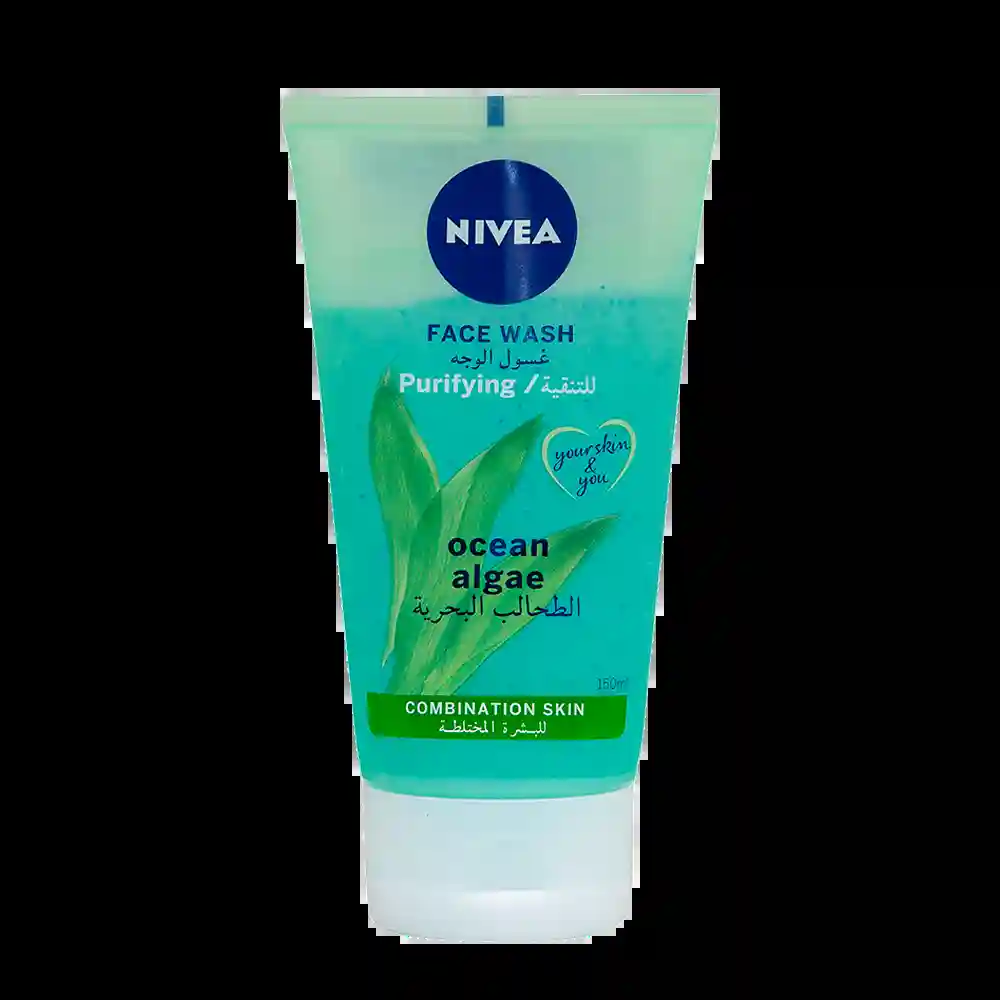 NIVEA
FACE WASH
غسول الوجه
Purifying / للتنقية
your skin
&
you
ocean
algae
الطحالب البحرية
150ml
COMBINATION SKIN
للبشرة المختلطة